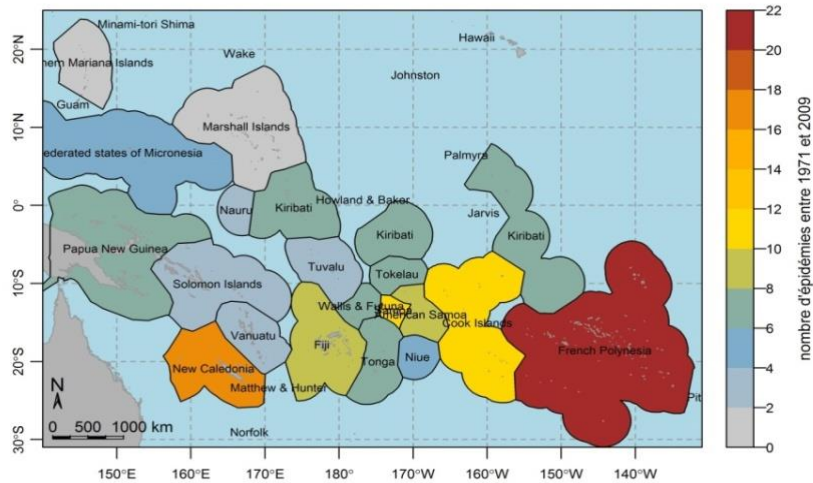 Minami-tori Shima
Hawaii
Wake
hern Mariana Islands
Johnston
Guam
Marshall Islands
Federated states of Micronesia
Palmyra
Howland & Baker
Nauru
Kiribati
Jarvis
Kiribati
Kiribati
Papua New Guinea
Tuvalu
Tokelau
Solomon Islands
Wallis & Futuna
Samoa
American Samoa
Cook Islands
Vanuatu
Fiji
French Polynesia
Niue
Tonga
New Caledonia
Matthew & Hunter
Pit
N
0 500 1000 km
Norfolk
20°N
10°N
0°
10°S
20°S
30°S
150°E
160°E
170°E
180°
170°W
160°W
150°W
140°W
22
20
18
16
14
12
10
8
6
4
2
0
nombre d'épidémies entre 1971 et 2009